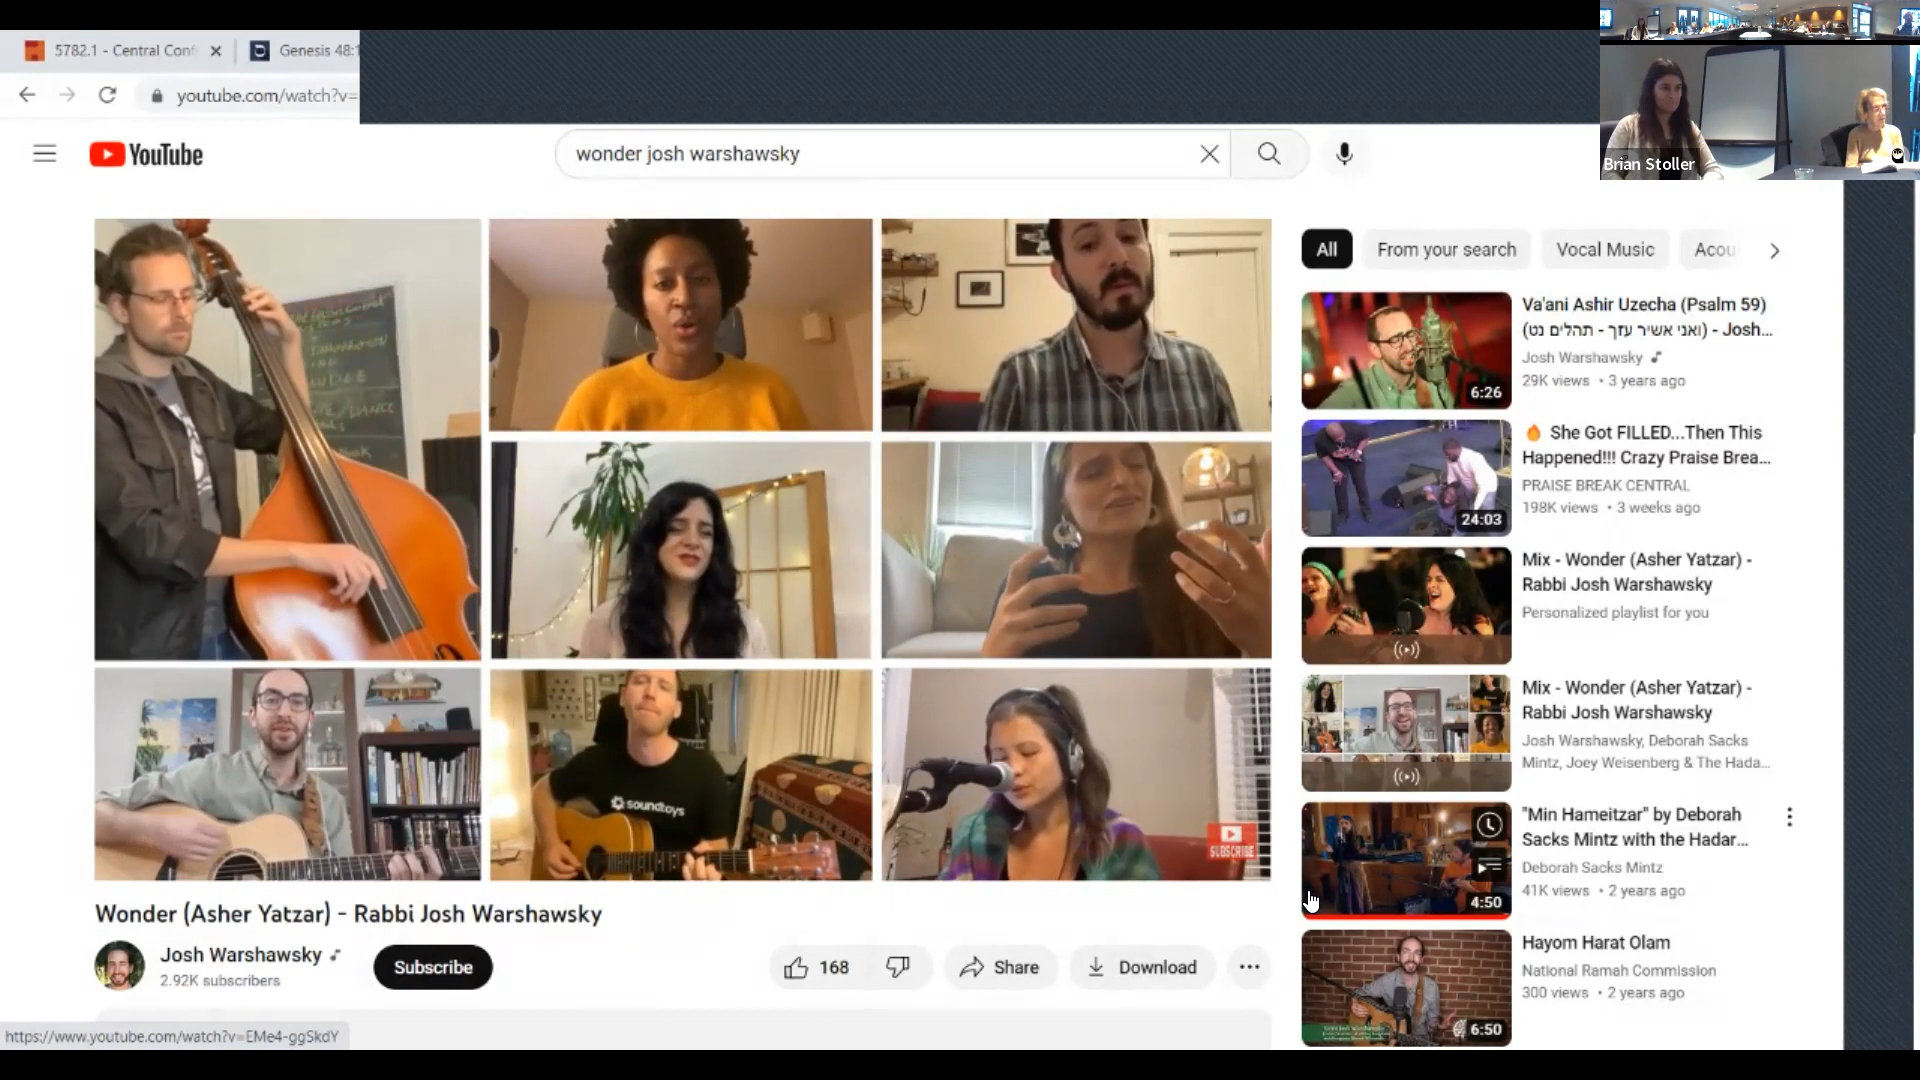 5782.1 - Central Conf
Genesis 48:1
youtube.com/watch?v=
YouTube
wonder josh warshawsky
Brian Stoller
All
From your search
Vocal Music
Acou
Va'ani Ashir Uzecha (Psalm 59)
(ואני אשיר עזך - תהלים נט) - Josh...
Josh Warshawsky
29K views • 3 years ago
6:26
🔥 She Got FILLED...Then This
Happened!!! Crazy Praise Brea...
PRAISE BREAK CENTRAL
198K views • 3 weeks ago
24:03
Mix - Wonder (Asher Yatzar) -
Rabbi Josh Warshawsky
Personalized playlist for you
Mix - Wonder (Asher Yatzar) -
Rabbi Josh Warshawsky
Josh Warshawsky, Deborah Sacks
Mintz, Joey Weisenberg & The Hada...
"Min Hameitzar" by Deborah
Sacks Mintz with the Hadar...
Deborah Sacks Mintz
41K views • 2 years ago
4:50
Hayom Harat Olam
National Ramah Commission
300 views • 2 years ago
6:50
soundtoys
SUBSCRIBE
Wonder (Asher Yatzar) - Rabbi Josh Warshawsky
Josh Warshawsky
2.92K subscribers
Subscribe
168
Share
Download
https://www.youtube.com/watch?v=EMe4-ggSkdY